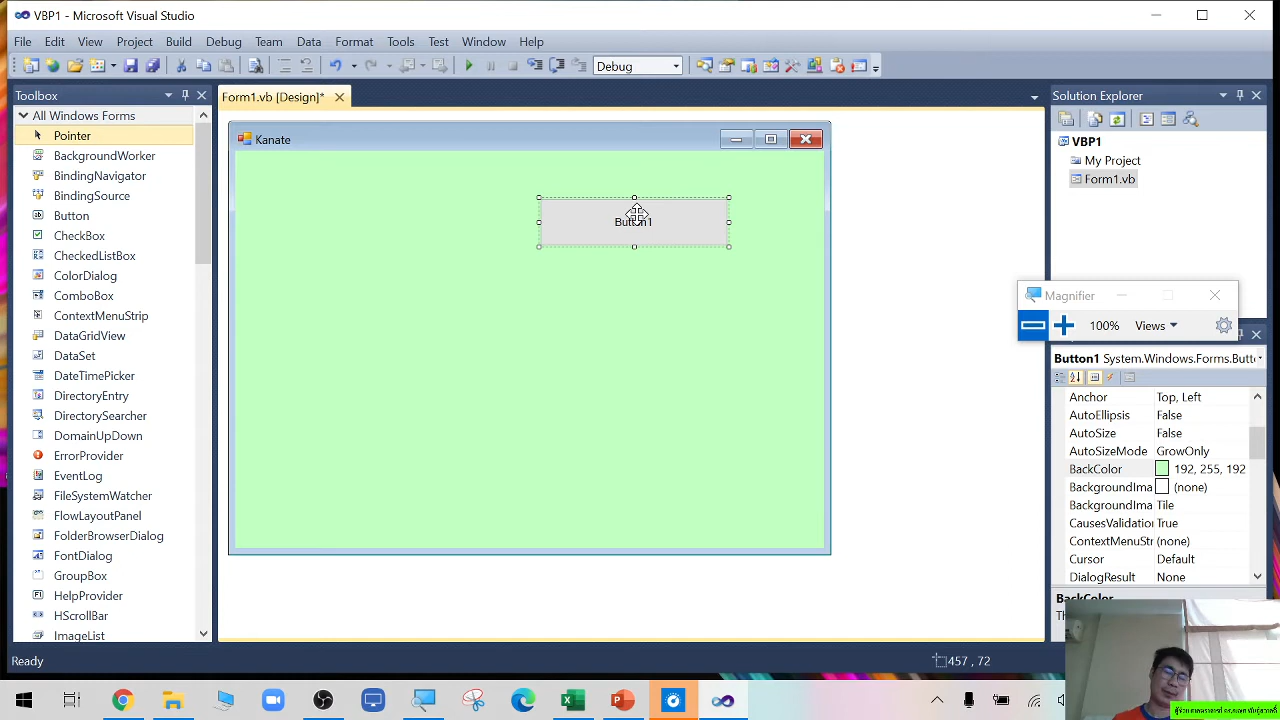 VBP1 - Microsoft Visual Studio
File Edit View Project Build Debug Team Data Format Tools Test Window Help
Debug
Toolbox
Form1.vb [Design]*
Solution Explorer
All Windows Forms
Pointer
BackgroundWorker
BindingNavigator
BindingSource
Button
CheckBox
CheckedListBox
ColorDialog
ComboBox
ContextMenuStrip
DataGridView
DataSet
DateTimePicker
DirectoryEntry
DirectorySearcher
DomainUpDown
ErrorProvider
EventLog
FileSystemWatcher
FlowLayoutPanel
FolderBrowserDialog
FontDialog
GroupBox
HelpProvider
HScrollBar
ImageList
Kanate
Button1
VBP1
My Project
Form1.vb
Magnifier
100% Views
Button1 System.Windows.Forms.Butto
Anchor Top, Left
AutoEllipsis False
AutoSize False
AutoSizeMode GrowOnly
BackColor 192, 255, 192
BackgroundIma (none)
BackgroundIma Tile
CausesValidation True
ContextMenuStr (none)
Cursor Default
DialogResult None
BackColor
Ready
457 , 72